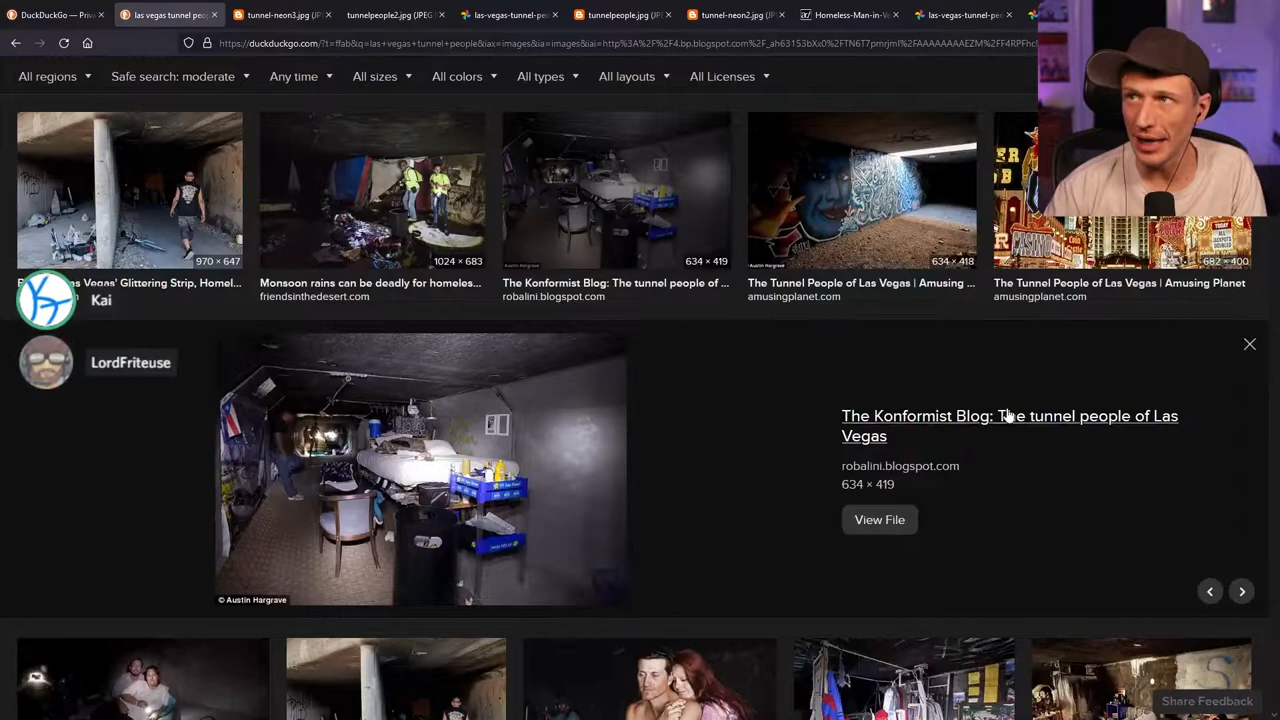 DuckDuckGo — Priva
las vegas tunnel peo
tunnel-neon3.jpg (JPE
tunnelpeople2.jpg (JPEG
las-vegas-tunnel-pe
tunnelpeople.jpg (JPE
tunnel-neon2.jpg (JP
Homeless-Man-in-V
las-vegas-tunnel-pe
https://duckduckgo.com/?t=ffab&q=las+vegas+tunnel+people&iax=images&ia=images&iai=
All regions
Safe search: moderate
Any time
All sizes
All colors
All types
All layouts
All Licenses
970 × 647
1024 × 683
634 × 419
634 × 418
682 × 400
as Vegas' Glittering Strip, Homel...
Monsoon rains can be deadly for homeles...
friendsinthedesert.com
The Konformist Blog: The tunnel people of ...
robalini.blogspot.com
The Tunnel People of Las Vegas | Amusing ...
amusingplanet.com
The Tunnel People of Las Vegas | Amusing Planet
amusingplanet.com
Kai
LordFriteuse
The Konformist Blog: The tunnel people of Las
Vegas
robalini.blogspot.com
634 × 419
View File
© Austin Hargrave
Share Feedback